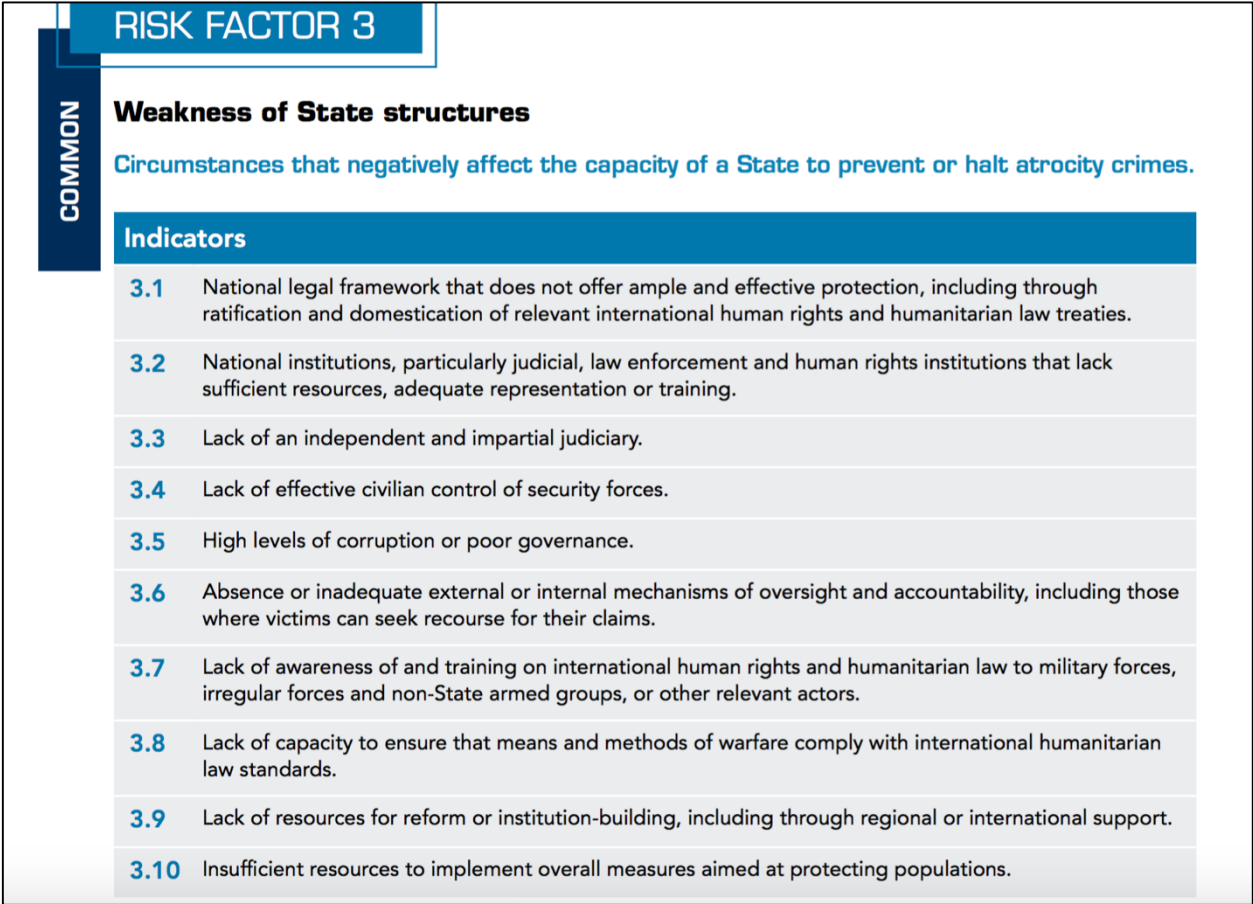 RISK FACTOR 3
COMMON
Weakness of State structures
Circumstances that negatively affect the capacity of a State to prevent or halt atrocity crimes.
Indicators
3.1 National legal framework that does not offer ample and effective protection, including through
ratification and domestication of relevant international human rights and humanitarian law treaties.
3.2 National institutions, particularly judicial, law enforcement and human rights institutions that lack
sufficient resources, adequate representation or training.
3.3 Lack of an independent and impartial judiciary.
3.4 Lack of effective civilian control of security forces.
3.5 High levels of corruption or poor governance.
3.6 Absence or inadequate external or internal mechanisms of oversight and accountability, including those
where victims can seek recourse for their claims.
3.7 Lack of awareness of and training on international human rights and humanitarian law to military forces,
irregular forces and non-State armed groups, or other relevant actors.
3.8 Lack of capacity to ensure that means and methods of warfare comply with international humanitarian
law standards.
3.9 Lack of resources for reform or institution-building, including through regional or international support.
3.10 Insufficient resources to implement overall measures aimed at protecting populations.